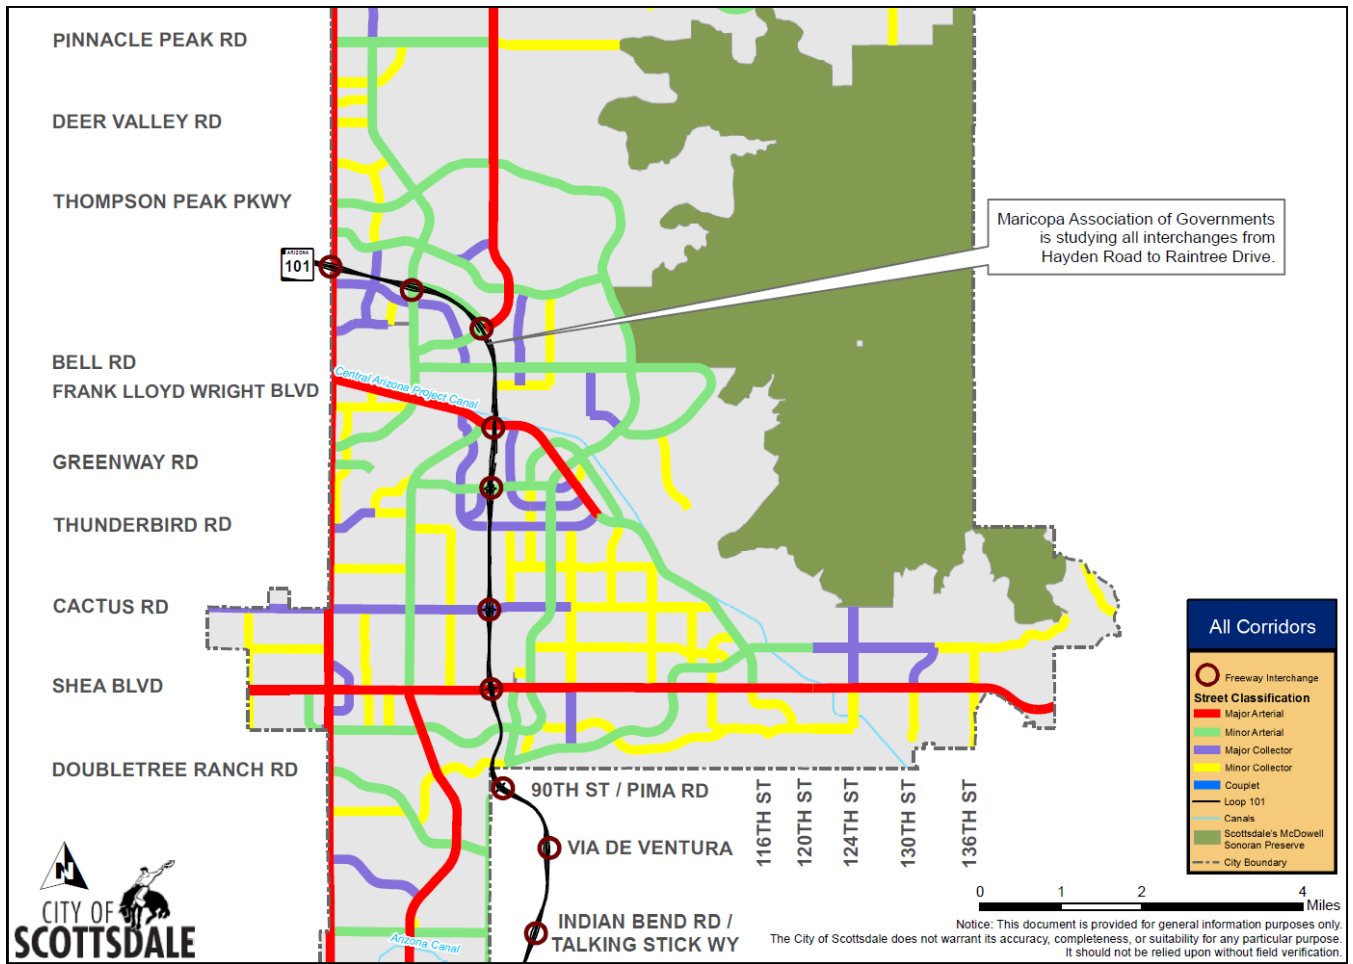 PINNACLE PEAK RD
DEER VALLEY RD
THOMPSON PEAK PKWY
Maricopa Association of Governments
is studying all interchanges from
Hayden Road to Raintree Drive.
ARIZONA
101
BELL RD
FRANK LLOYD WRIGHT BLVD
Central Arizona Project Canal
GREENWAY RD
THUNDERBIRD RD
CACTUS RD
SHEA BLVD
DOUBLETREE RANCH RD
90TH ST / PIMA RD
VIA DE VENTURA
INDIAN BEND RD /
TALKING STICK WY
116TH ST
120TH ST
124TH ST
130TH ST
136TH ST
Arizona Canal
All Corridors
Freeway Interchange
Street Classification
Major Arterial
Minor Arterial
Major Collector
Minor Collector
Couplet
Loop 101
Canals
Scottsdale's McDowell
Sonoran Preserve
City Boundary
N
CITY OF
SCOTTSDALE
0 1 2 4
Miles
Notice: This document is provided for general information purposes only.
The City of Scottsdale does not warrant its accuracy, completeness, or suitability for any particular purpose.
It should not be relied upon without field verification.